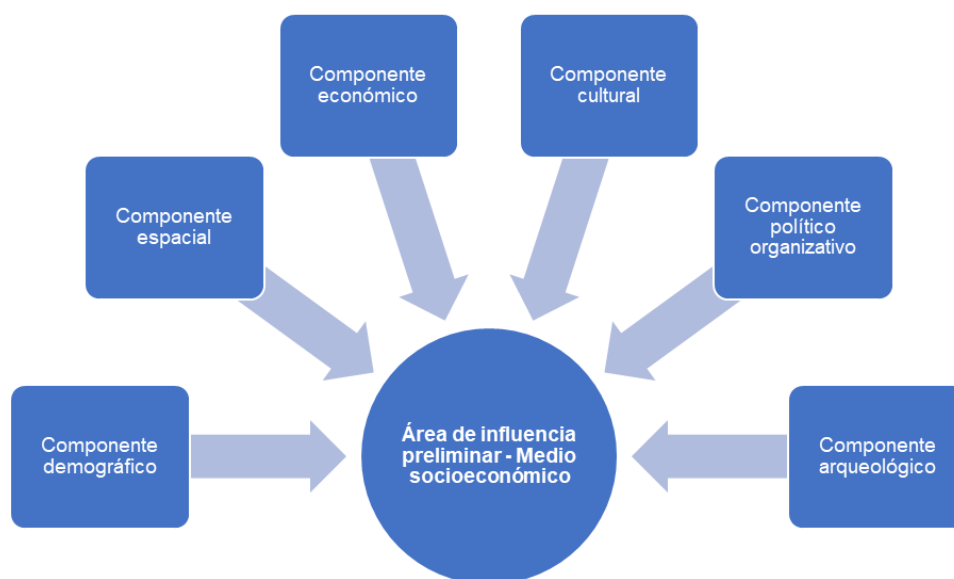 Componente
económico
Componente
cultural
Componente
espacial
Componente
político
organizativo
Componente
demográfico
Área de influencia
preliminar - Medio
socioeconómico
Componente
arqueológico